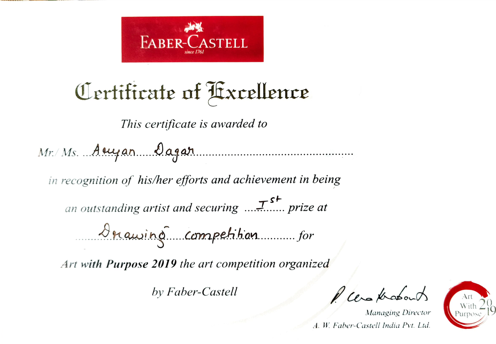 FABER-CASTELL
since 1761
Certificate of Excellence
This certificate is awarded to
Mr./ Ms. Aryan Dagar
in recognition of his/her efforts and achievement in being
an outstanding artist and securing Ist prize at
Drawing competition for
Art with Purpose 2019 the art competition organized
by Faber-Castell
Managing Director
A. W. Faber-Castell India Pvt. Ltd.
Art
With
Purpose
2019